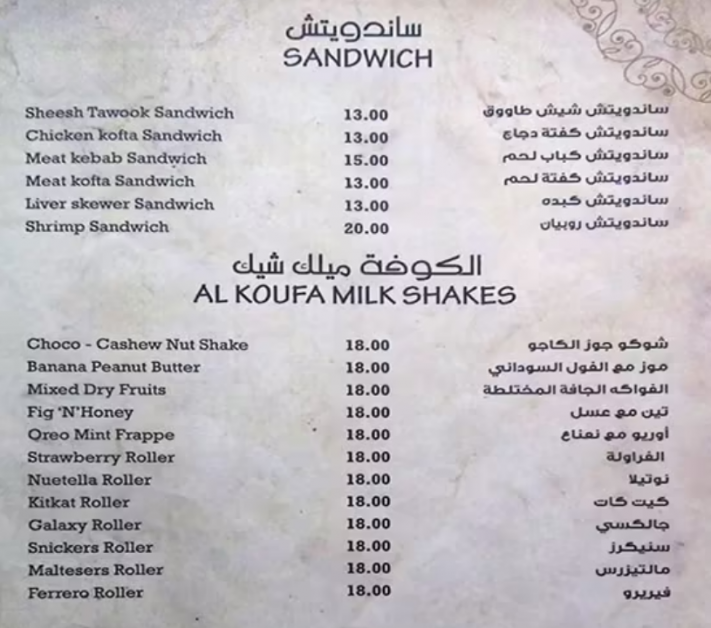 ساندويتش
SANDWICH
Sheesh Tawook Sandwich 13.00 ساندويتش شيش طاووق
Chicken kofta Sandwich 13.00 ساندويتش كفتة دجاج
Meat kebab Sandwich 15.00 ساندويتش كباب لحم
Meat kofta Sandwich 13.00 ساندويتش كفتة لحم
Liver skewer Sandwich 13.00 ساندويتش كبده
Shrimp Sandwich 20.00 ساندويتش روبيان
الكوفة ميلك شيك
AL KOUFA MILK SHAKES
Choco - Cashew Nut Shake 18.00 شوكو جوز الكاجو
Banana Peanut Butter 18.00 موز مع الفول السوداني
Mixed Dry Fruits 18.00 الفواكه الجافة المختلطة
Fig 'N'Honey 18.00 تين مع عسل
Oreo Mint Frappe 18.00 أوريو مع نعناع
Strawberry Roller 18.00 الفراولة
Nuetella Roller 18.00 نوتيلا
Kitkat Roller 18.00 كيت كات
Galaxy Roller 18.00 جالكسي
Snickers Roller 18.00 سنيكرز
Maltesers Roller 18.00 مالتيزرس
Ferrero Roller 18.00 فيريرو